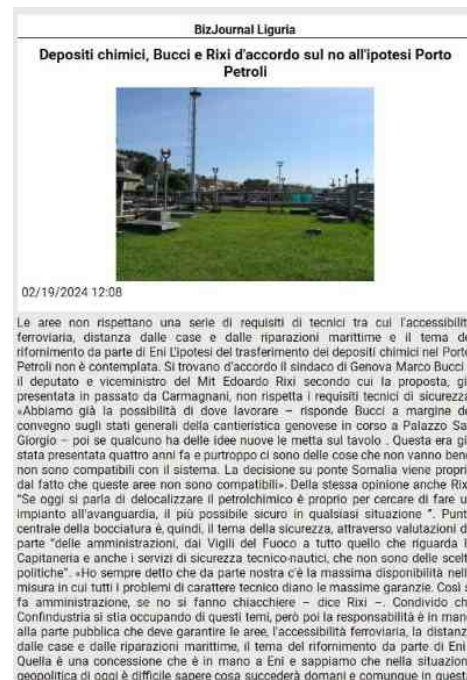 BizJournal Liguria
Depositi chimici, Bucci e Rixi d'accordo sul no all'ipotesi Porto
Petroli
02/19/2024 12:08
Le aree non rispettano una serie di requisiti di tecnici tra cui l'accessibilit
ferroviaria, distanza dalle case e dalle riparazioni marittime e il tema de
rifornimento da parte di Eni L'ipotesi del trasferimento dei depositi chimici nel Porto
Petroli non è contemplata. Si trovano d'accordo il sindaco di Genova Marco Bucci
il deputato e viceministro del Mit Edoardo Rixi secondo cui la proposta, gi
presentata in passato da Carmagnani, non rispetta i requisiti tecnici di sicurezza
«Abbiamo già la possibilità di dove lavorare – risponde Bucci a margine de
convegno sugli stati generali della cantieristica genovese in corso a Palazzo Sa
Giorgio – poi se qualcuno ha delle idee nuove le metta sul tavolo . Questa era gi
stata presentata quattro anni fa e purtroppo ci sono delle cose che non vanno bene
non sono compatibili con il sistema. La decisione su ponte Somalia viene propri
dal fatto che queste aree non sono compatibili». Della stessa opinione anche Rix
"Se oggi si parla di delocalizzare il petrolchimico è proprio per cercare di fare u
impianto all'avanguardia, il più possibile sicuro in qualsiasi situazione ". Punt
centrale della bocciatura è, quindi, il tema della sicurezza, attraverso valutazioni d
parte "delle amministrazioni, dai Vigili del Fuoco a tutto quello che riguarda l
Capitaneria e anche i servizi di sicurezza tecnico-nautici, che non sono delle scelt
politiche". «Ho sempre detto che da parte nostra c'è la massima disponibilità nell
misura in cui tutti i problemi di carattere tecnico diano le massime garanzie. Così s
fa amministrazione, se no si fanno chiacchiere – dice Rixi –. Condivido ch
Confindustria si stia occupando di questi temi, però poi la responsabilità è in man
alla parte pubblica che deve garantire le aree, l'accessibilità ferroviaria, la distanz
dalle case e dalle riparazioni marittime, il tema del rifornimento da parte di Eni
Quella è una concessione che è in mano a Eni e sappiamo che nella situazion
geopolitica di oggi è difficile sapere cosa succederà domani e comunque in quest